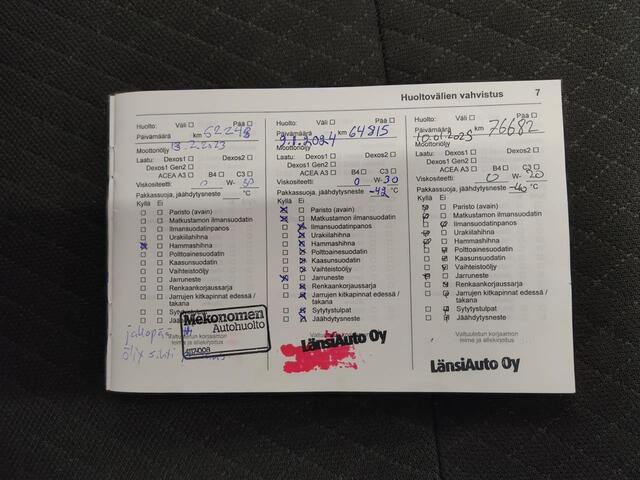 Huoltovälien vahvistus 7
Huolto: Väli Pää
Päivämäärä km 52248
13.2.2023
Moottoriöljy
Laatu: Dexos1 Dexos2
Dexos1 Gen2
ACEA A3 B4 C3
Viskositeetti: 0 W- 30
Pakkassuoja, jäähdytysneste °C
Kyllä Ei
Paristo (avain)
Matkustamon ilmansuodatin
Ilmansuodatinpanos
Urakiilahihna
Hammashihna
Polttoainesuodatin
Kaasunsuodatin
Vaihteistoöljy
Jarruneste
Renkaankorjaussarja
Jarrujen kitkapinnat edessä /
takana
Sytytystulpat
Mekonomen
Autohuolto
jakopää
Huolto: Väli Pää
Päivämäärä km 64815
9.1.2024
Moottoriöljy
Laatu: Dexos1 Dexos2
Dexos1 Gen2
ACEA A3 B4 C3
Viskositeetti: 0 W- 30
Pakkassuoja, jäähdytysneste -42 °C
Kyllä Ei
Paristo (avain)
Matkustamon ilmansuodatin
Ilmansuodatinpanos
Urakiilahihna
Hammashihna
Polttoainesuodatin
Kaasunsuodatin
Vaihteistoöljy
Jarruneste
Renkaankorjaussarja
Jarrujen kitkapinnat edessä /
takana
Sytytystulpat
Jäähdytysneste
LänsiAuto Oy
Huolto: Väli Pää
Päivämäärä km 76682
10.01.2025
Moottoriöljy
Laatu: Dexos1 Dexos2
Dexos1 Gen2
ACEA A3 B4 C3
Viskositeetti: 0 W- 20
Pakkassuoja, jäähdytysneste -40 °C
Kyllä Ei
Paristo (avain)
Matkustamon ilmansuodatin
Ilmansuodatinpanos
Urakiilahihna
Hammashihna
Polttoainesuodatin
Kaasunsuodatin
Vaihteistoöljy
Jarruneste
Renkaankorjaussarja
Jarrujen kitkapinnat edessä /
takana
Sytytystulpat
Jäähdytysneste
Valtuutetun korjaamon
leima ja allekirjoitus
LänsiAuto Oy